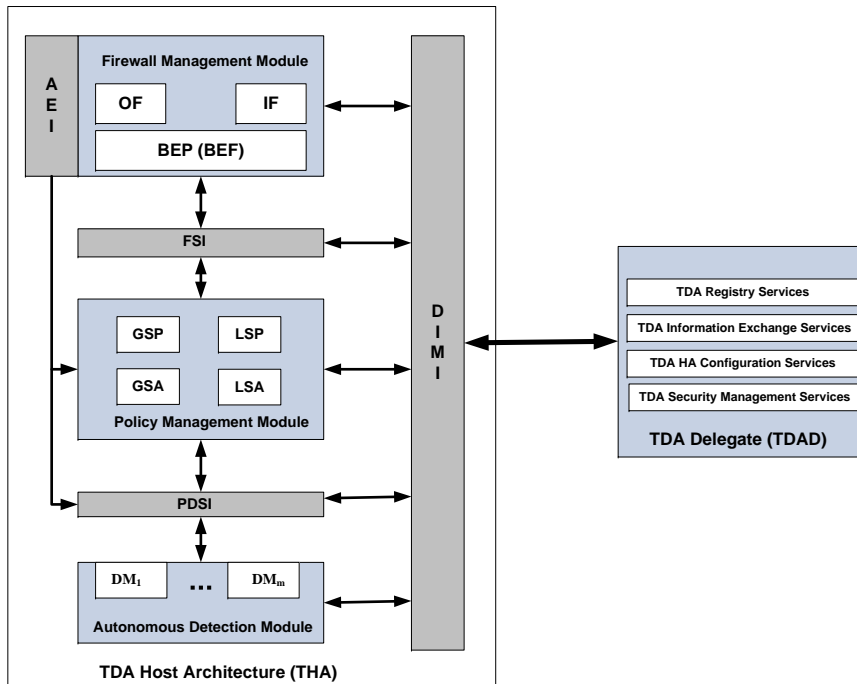 A
E
I
Firewall Management Module
OF
IF
BEP (BEF)
FSI
GSP
LSP
GSA
LSA
Policy Management Module
PDSI
DM1
...
DMm
Autonomous Detection Module
TDA Host Architecture (THA)
D
I
M
I
TDA Registry Services
TDA Information Exchange Services
TDA HA Configuration Services
TDA Security Management Services
TDA Delegate (TDAD)